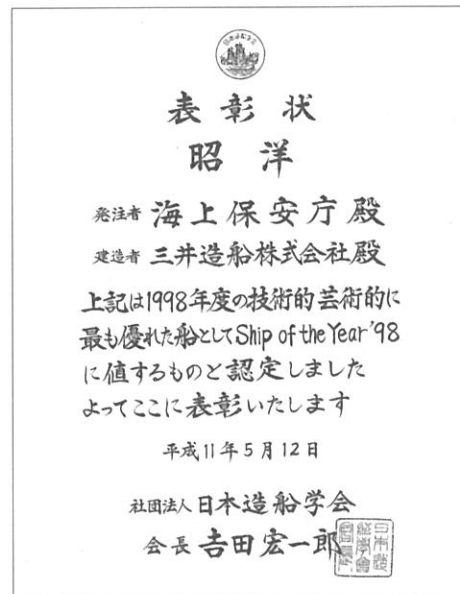 表彰状
昭洋
発注者 海上保安庁殿
建造者 三井造船株式会社殿
上記は1998年度の技術的芸術的に
最も優れた船としてShip of the Year'98
に値するものと認定しました
よってここに表彰いたします
平成11年5月12日
社団法人日本造船学会
会長 𠮷田宏一郎